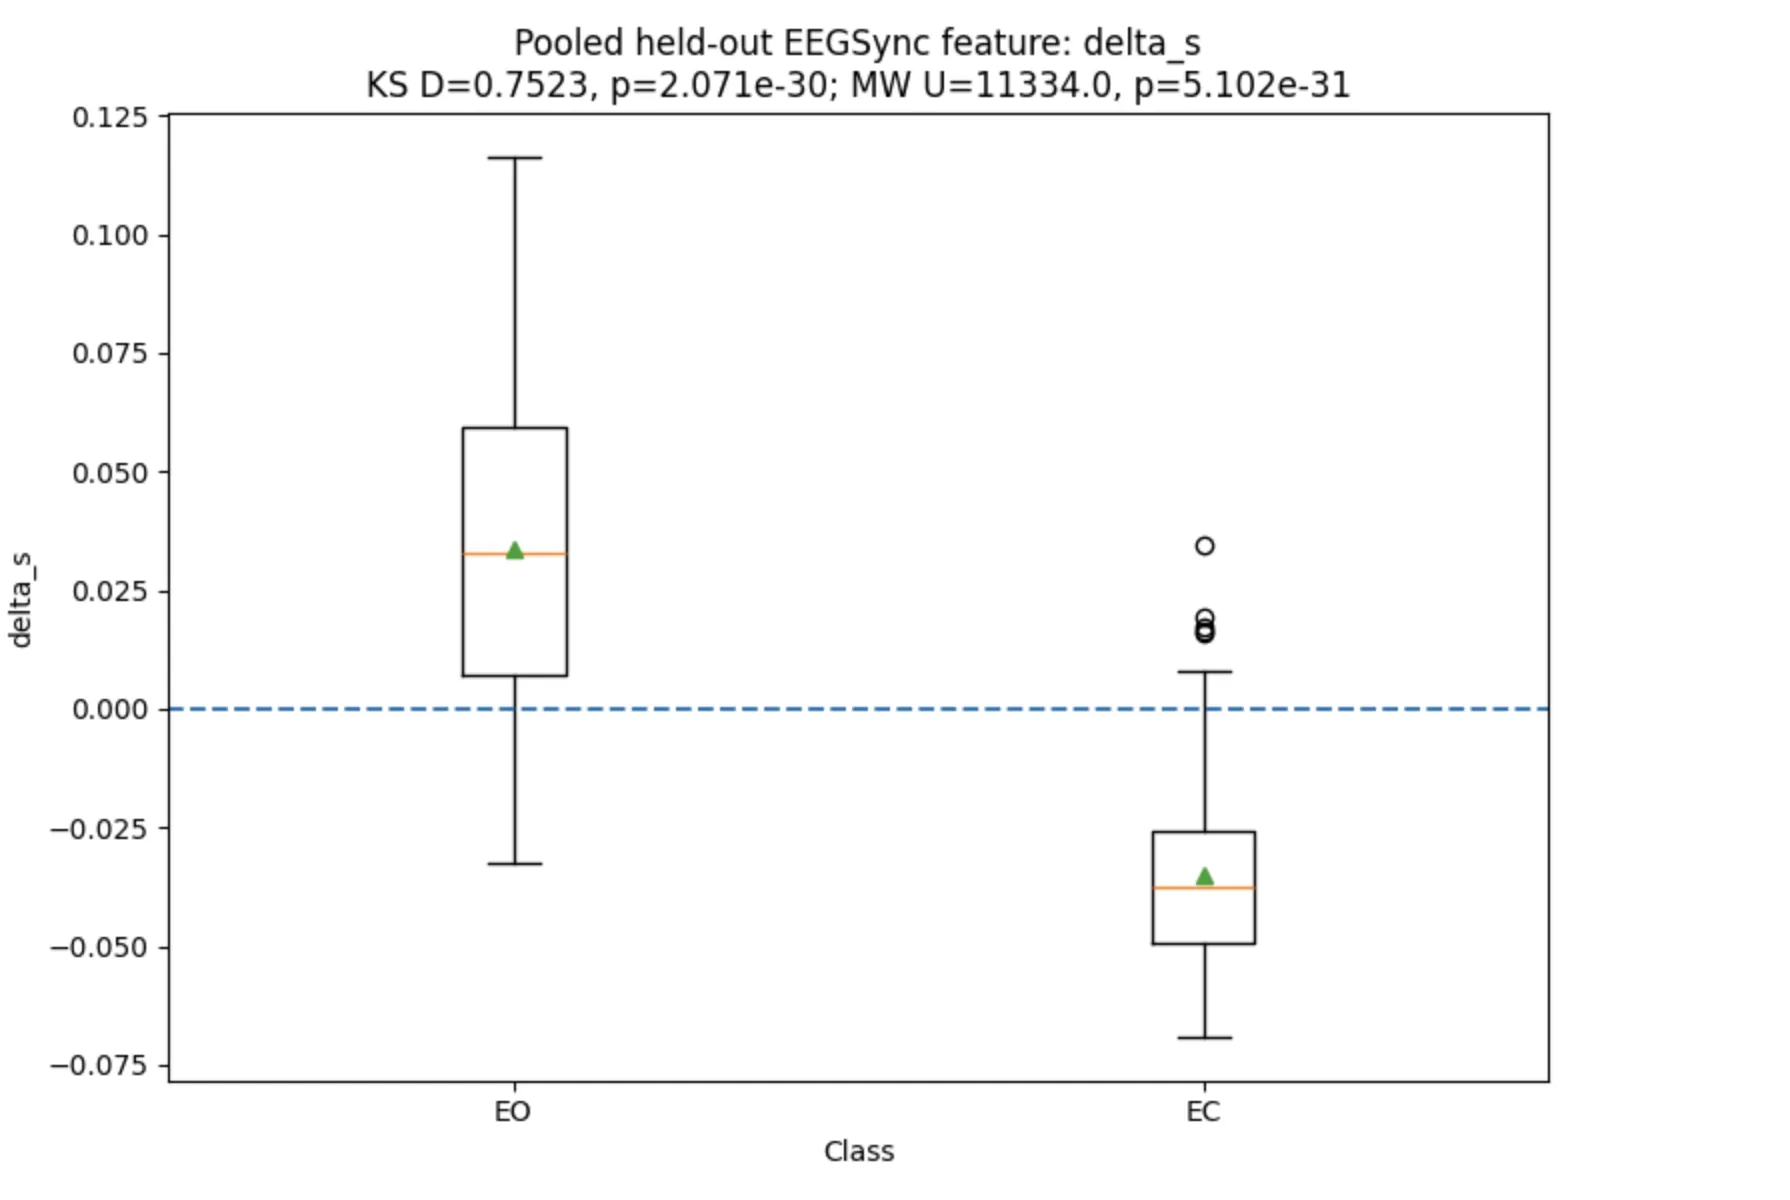 Pooled held-out EEGSync feature: delta_s
KS D=0.7523, p=2.071e-30; MW U=11334.0, p=5.102e-31
0.125
0.100
0.075
0.050
0.025
0.000
−0.025
−0.050
−0.075
delta_s
EO EC
Class